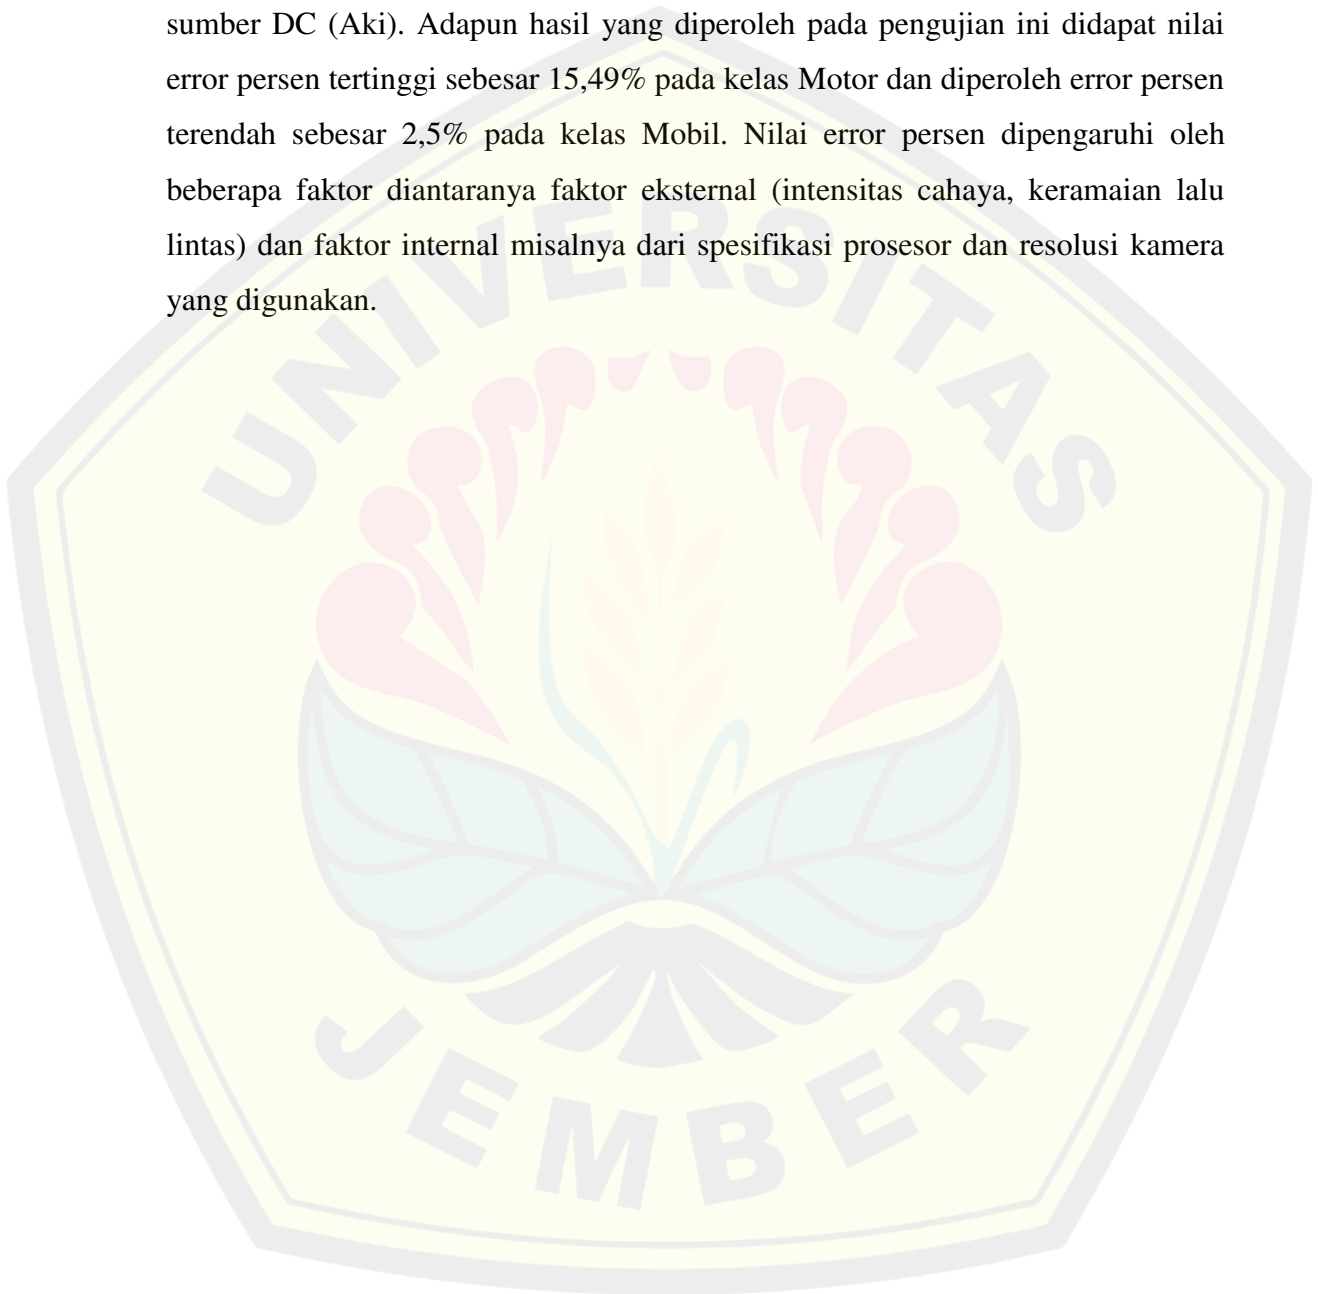 sumber DC (Aki). Adapun hasil yang diperoleh pada pengujian ini didapat nilai
error persen tertinggi sebesar 15,49% pada kelas Motor dan diperoleh error persen
terendah sebesar 2,5% pada kelas Mobil. Nilai error persen dipengaruhi oleh
beberapa faktor diantaranya faktor eksternal (intensitas cahaya, keramaian lalu
lintas) dan faktor internal misalnya dari spesifikasi prosesor dan resolusi kamera
yang digunakan.
UNIVERSITAS
JEMBER